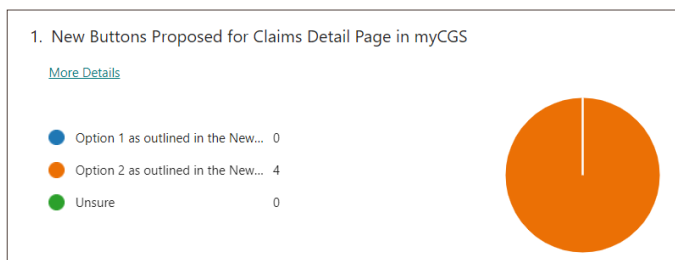 1. New Buttons Proposed for Claims Detail Page in myCGS
More Details
Option 1 as outlined in the New... 0
Option 2 as outlined in the New... 4
Unsure 0